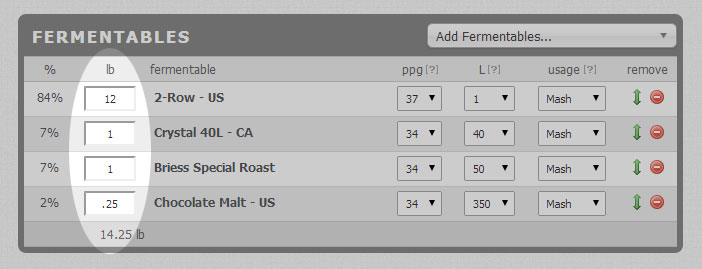 FERMENTABLES Add Fermentables...
% lb fermentable ppg [?] L [?] usage [?] remove
84% 12 2-Row - US 37 1 Mash
7% 1 Crystal 40L - CA 34 40 Mash
7% 1 Briess Special Roast 34 50 Mash
2% .25 Chocolate Malt - US 34 350 Mash
14.25 lb